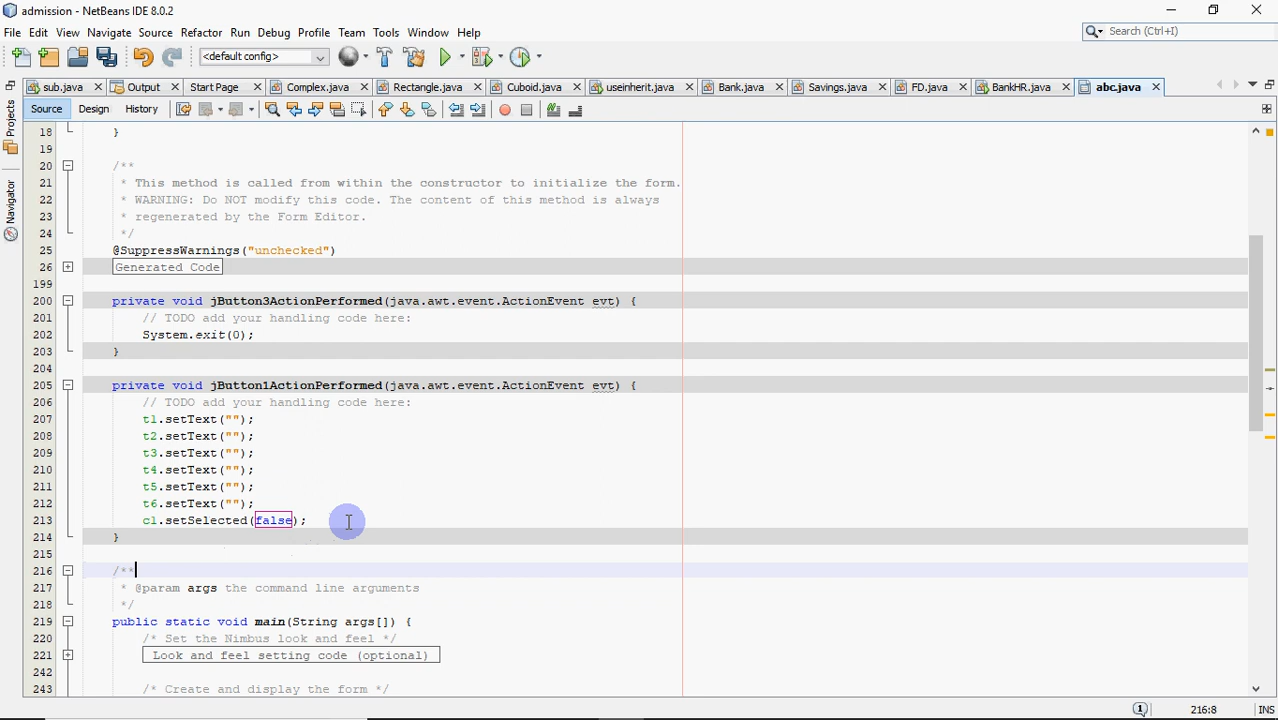 admission - NetBeans IDE 8.0.2
File Edit View Navigate Source Refactor Run Debug Profile Team Tools Window Help
Search (Ctrl+I)
<default config>
sub.java Output Start Page Complex.java Rectangle.java Cuboid.java useinherit.java Bank.java Savings.java FD.java BankHR.java abc.java
Source Design History
Projects
Navigator
18 }
19
20 /**
21 * This method is called from within the constructor to initialize the form.
22 * WARNING: Do NOT modify this code. The content of this method is always
23 * regenerated by the Form Editor.
24 */
25 @SuppressWarnings("unchecked")
26 Generated Code
199
200 private void jButton3ActionPerformed(java.awt.event.ActionEvent evt) {
201 // TODO add your handling code here:
202 System.exit(0);
203 }
204
205 private void jButton1ActionPerformed(java.awt.event.ActionEvent evt) {
206 // TODO add your handling code here:
207 t1.setText("");
208 t2.setText("");
209 t3.setText("");
210 t4.setText("");
211 t5.setText("");
212 t6.setText("");
213 c1.setSelected(false);
214 }
215
216 /**
217 * @param args the command line arguments
218 */
219 public static void main(String args[]) {
220 /* Set the Nimbus look and feel */
221 Look and feel setting code (optional)
242
243 /* Create and display the form */
1 216:8 INS